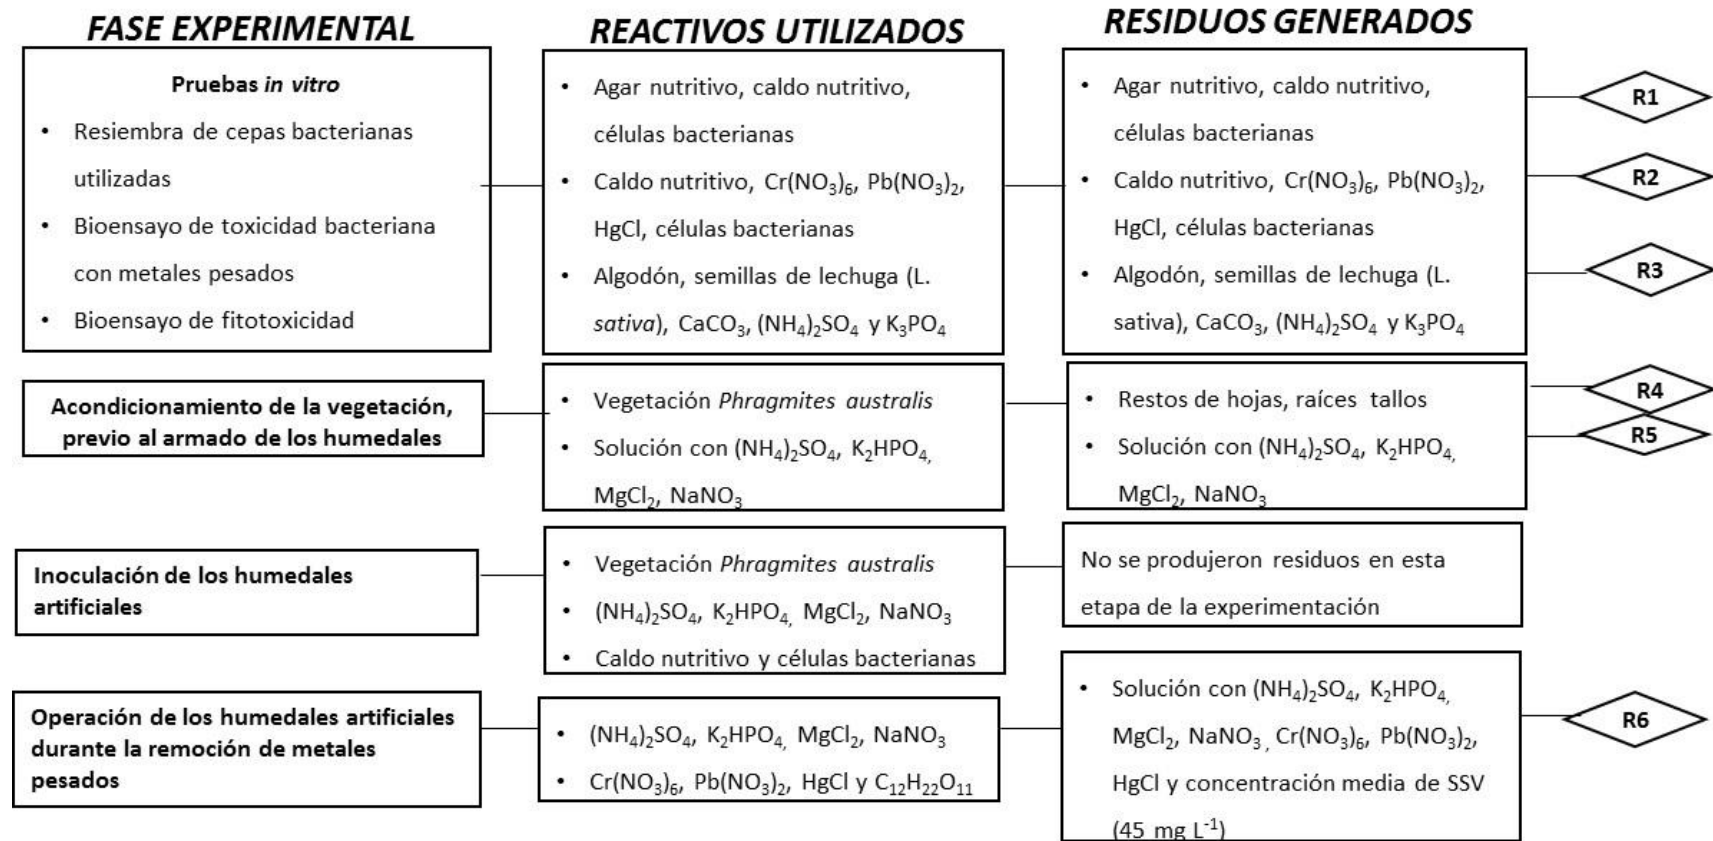 FASE EXPERIMENTAL
REACTIVOS UTILIZADOS
RESIDUOS GENERADOS
Pruebas in vitro
• Resiembra de cepas bacterianas
utilizadas
• Bioensayo de toxicidad bacteriana
con metales pesados
• Bioensayo de fitotoxicidad
• Agar nutritivo, caldo nutritivo,
células bacterianas
• Caldo nutritivo, Cr(NO₃)₆, Pb(NO₃)₂,
HgCl, células bacterianas
• Algodón, semillas de lechuga (L.
sativa), CaCO₃, (NH₄)₂SO₄ y K₃PO₄
• Agar nutritivo, caldo nutritivo,
células bacterianas
• Caldo nutritivo, Cr(NO₃)₆, Pb(NO₃)₂,
HgCl, células bacterianas
• Algodón, semillas de lechuga (L.
sativa), CaCO₃, (NH₄)₂SO₄ y K₃PO₄
R1
R2
R3
Acondicionamiento de la vegetación,
previo al armado de los humedales
• Vegetación Phragmites australis
• Solución con (NH₄)₂SO₄, K₂HPO₄,
MgCl₂, NaNO₃
• Restos de hojas, raíces tallos
• Solución con (NH₄)₂SO₄, K₂HPO₄,
MgCl₂, NaNO₃
R4
R5
Inoculación de los humedales
artificiales
• Vegetación Phragmites australis
• (NH₄)₂SO₄, K₂HPO₄, MgCl₂, NaNO₃
• Caldo nutritivo y células bacterianas
No se produjeron residuos en esta
etapa de la experimentación
Operación de los humedales artificiales
durante la remoción de metales
pesados
• (NH₄)₂SO₄, K₂HPO₄, MgCl₂, NaNO₃
• Cr(NO₃)₆, Pb(NO₃)₂, HgCl y C₁₂H₂₂O₁₁
• Solución con (NH₄)₂SO₄, K₂HPO₄,
MgCl₂, NaNO₃, Cr(NO₃)₆, Pb(NO₃)₂,
HgCl y concentración media de SSV
(45 mg L⁻¹)
R6